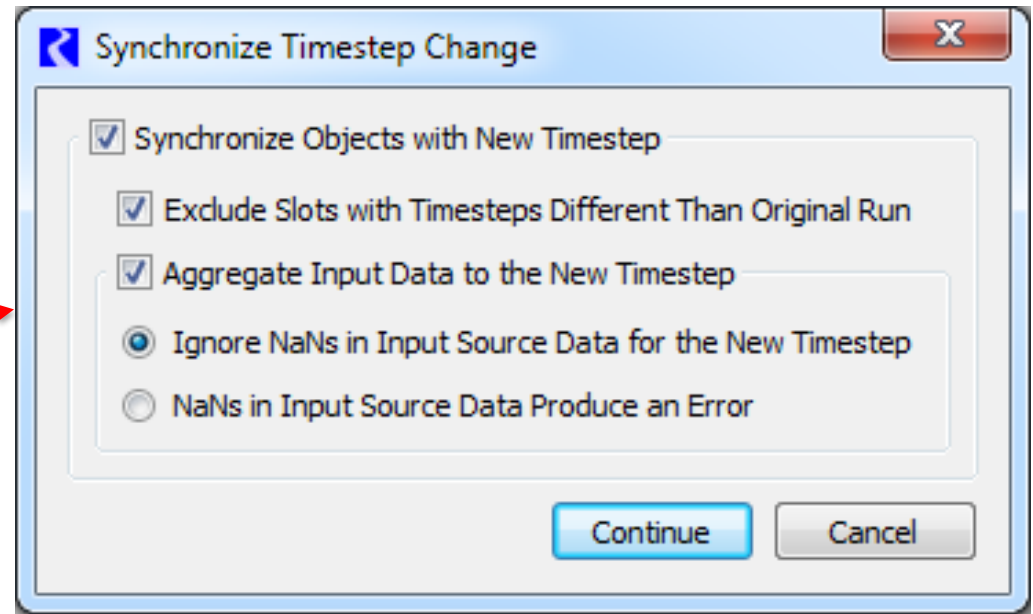 Synchronize Timestep Change
Synchronize Objects with New Timestep
Exclude Slots with Timesteps Different Than Original Run
Aggregate Input Data to the New Timestep
Ignore NaNs in Input Source Data for the New Timestep
NaNs in Input Source Data Produce an Error
Continue Cancel